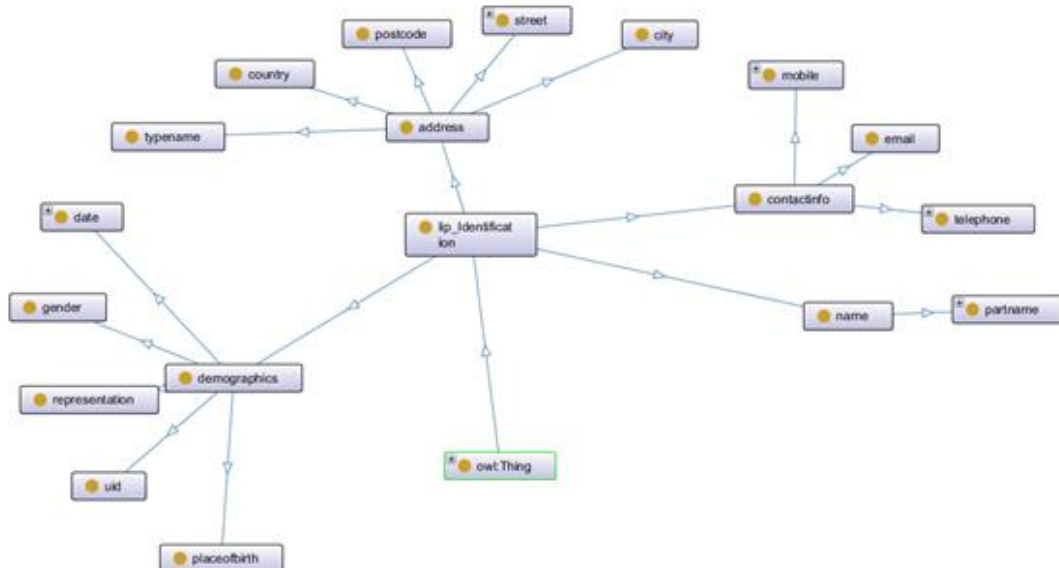 street
postcode
city
country
mobile
address
typename
email
contactinfo
date
lip_Identificat
ion
telephone
gender
name
partname
demographics
representation
owl:Thing
uid
placeofbirth